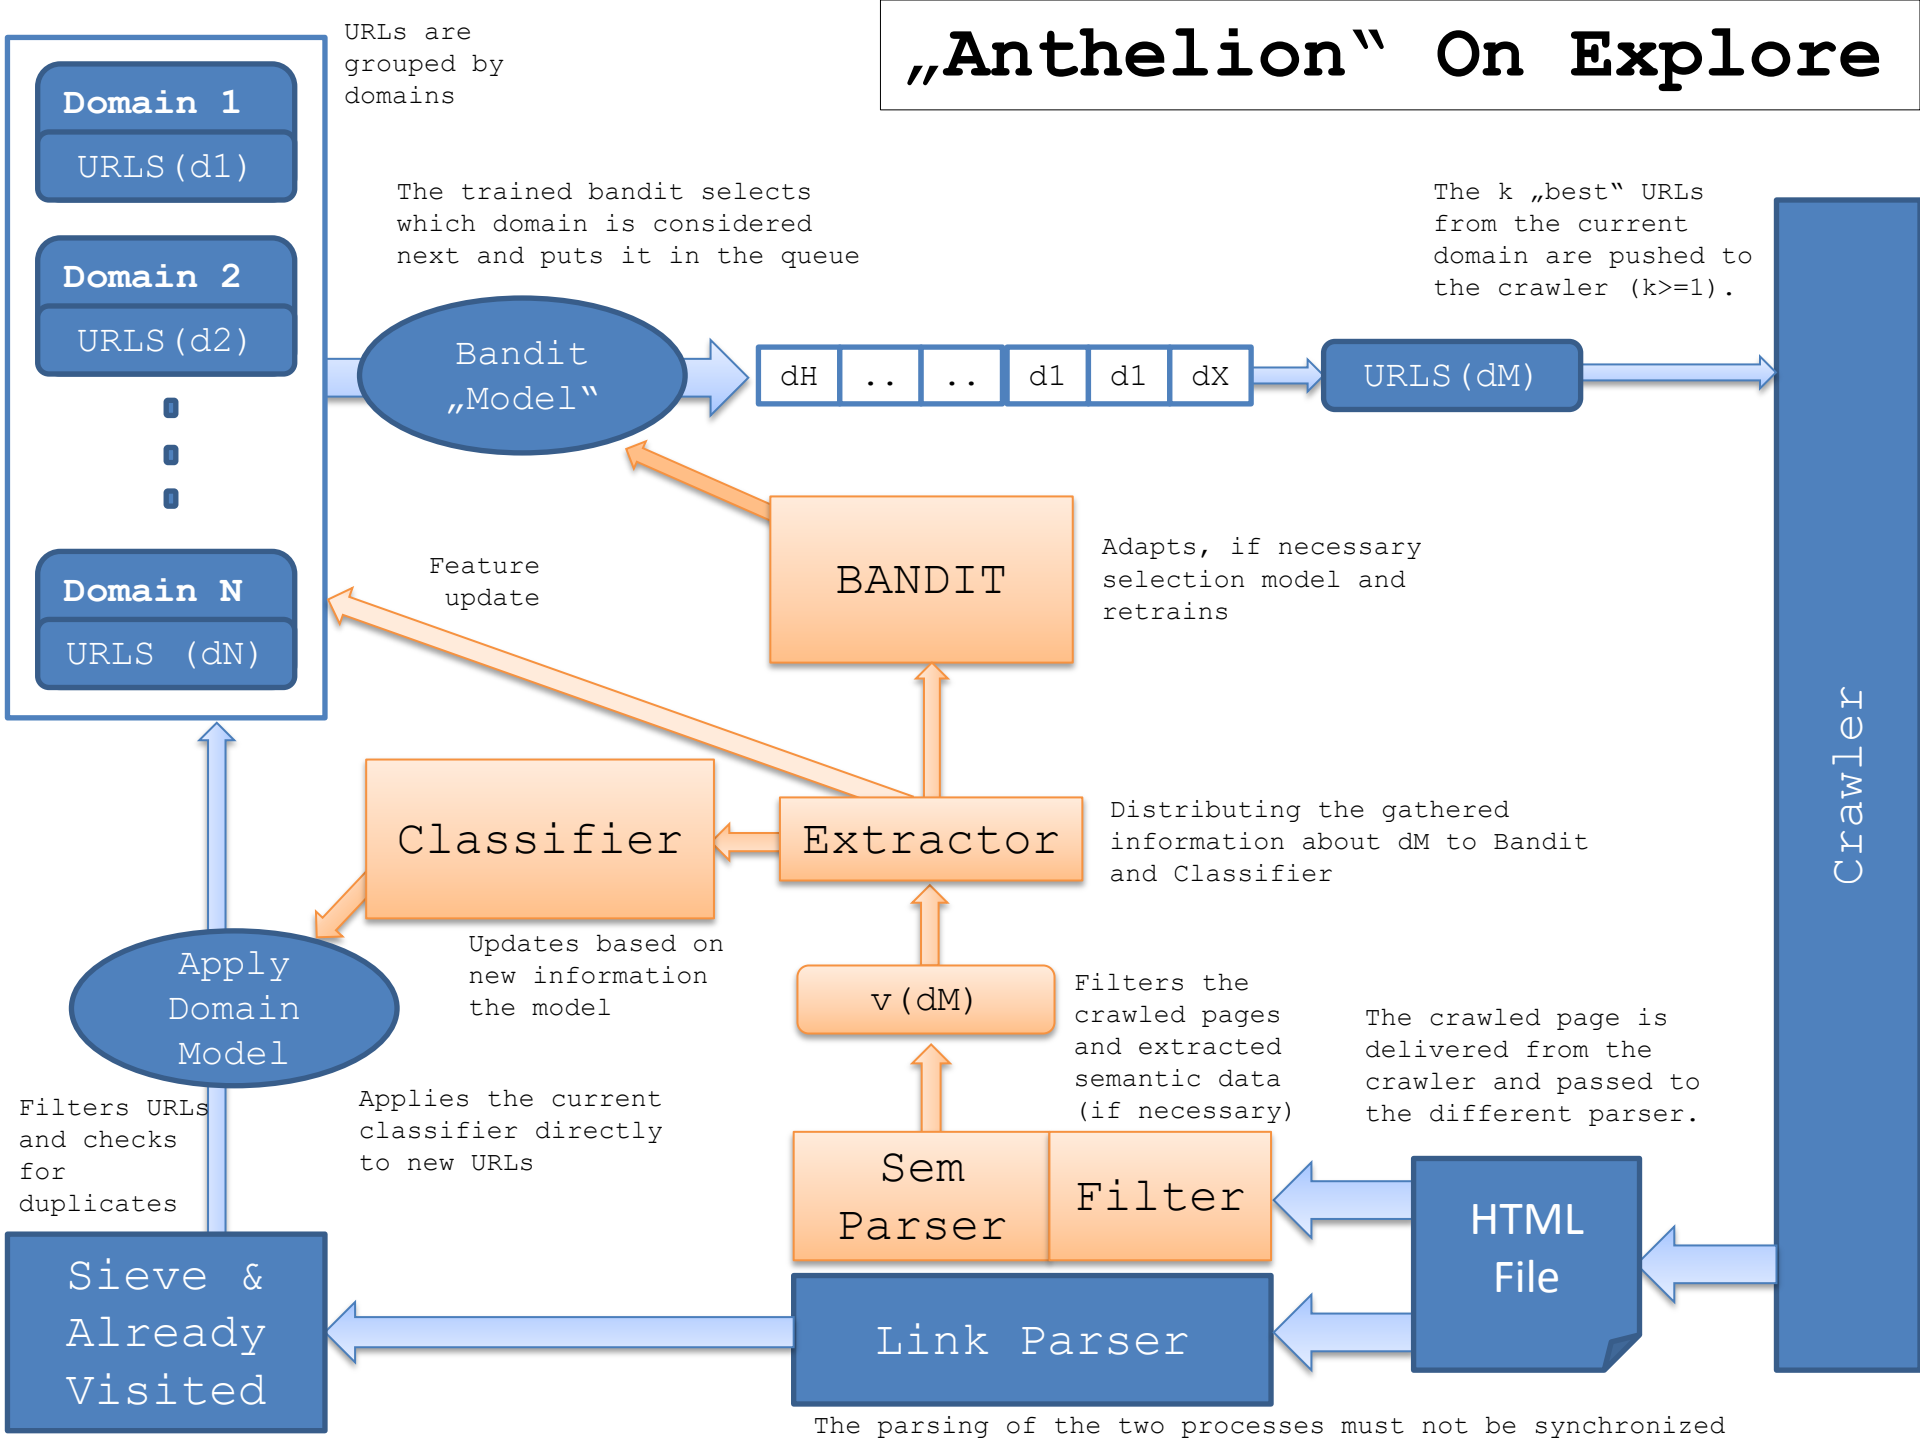 „Anthelion“ On Explore
URLs are
grouped by
domains
Domain 1
URLS(d1)
Domain 2
URLS(d2)
Domain N
URLS (dN)
The trained bandit selects
which domain is considered
next and puts it in the queue
The k „best“ URLs
from the current
domain are pushed to
the crawler (k>=1).
Bandit
„Model“
dH .. .. d1 d1 dX
URLS(dM)
Crawler
Feature
update
BANDIT
Adapts, if necessary
selection model and
retrains
Classifier
Extractor
Distributing the gathered
information about dM to Bandit
and Classifier
Updates based on
new information
the model
Apply
Domain
Model
v(dM)
Filters the
crawled pages
and extracted
semantic data
(if necessary)
The crawled page is
delivered from the
crawler and passed to
the different parser.
Filters URLs
and checks
for
duplicates
Applies the current
classifier directly
to new URLs
Sem
Parser
Filter
HTML
File
Sieve &
Already
Visited
Link Parser
The parsing of the two processes must not be synchronized